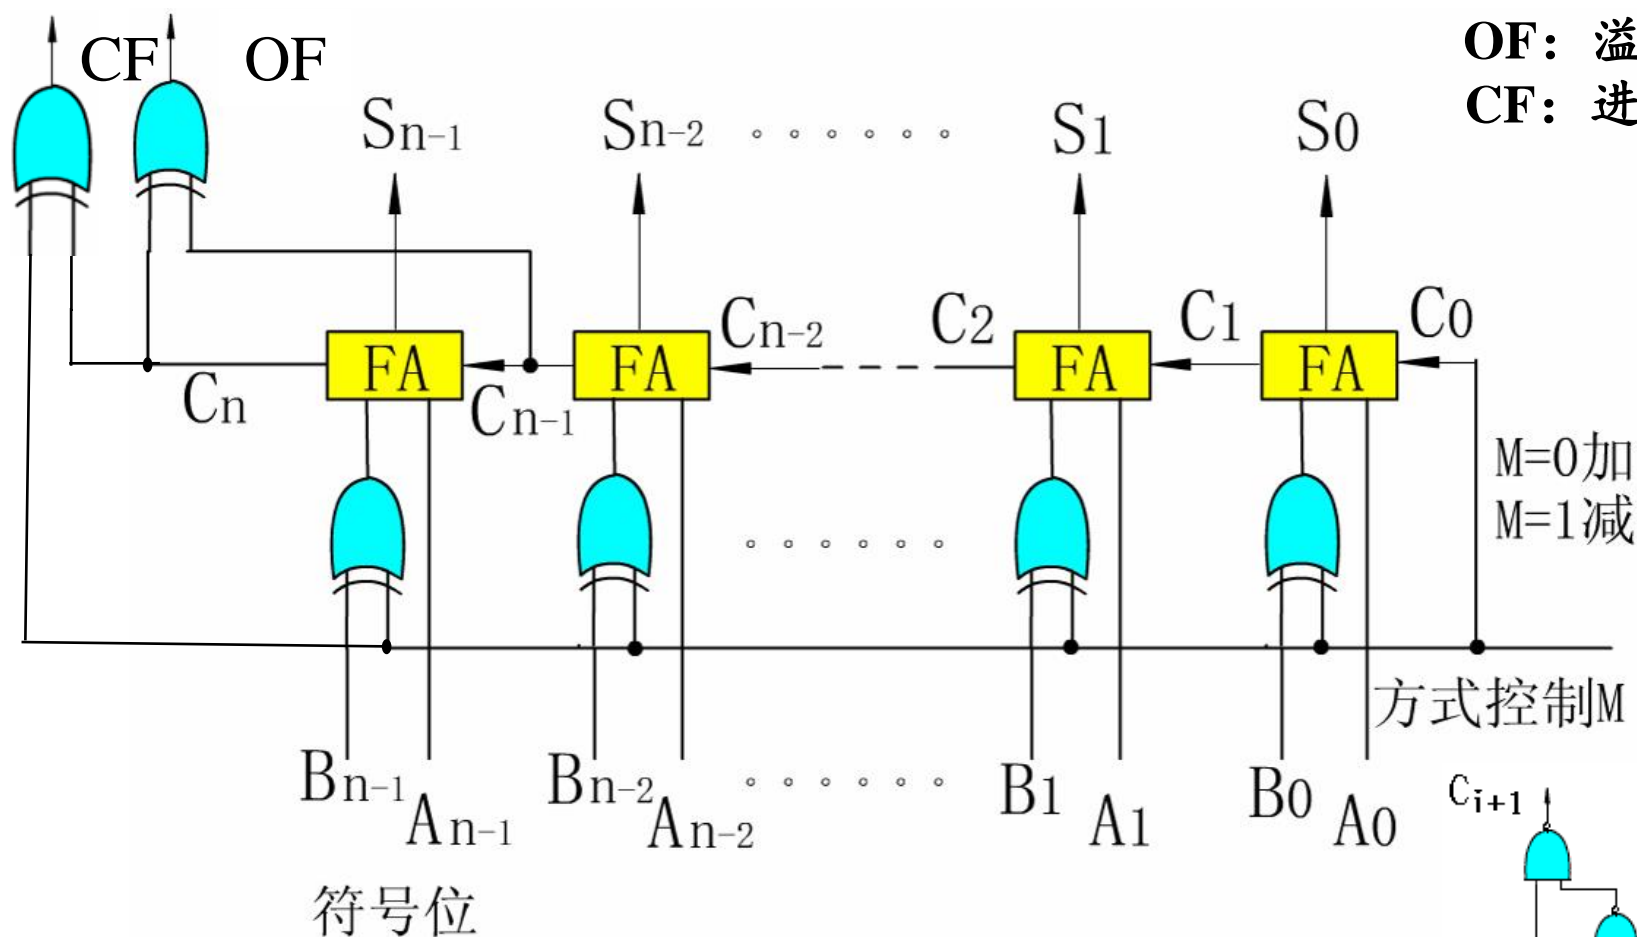 CF OF
OF：溢
CF：进
Sn-1 Sn-2 S1 S0
Cn-2 C2 C1 C0
FA FA FA FA
Cn Cn-1
M=0加
M=1减
方式控制M
Bn-1 Bn-2 B1 B0
An-1 An-2 A1 A0
Ci+1
符号位